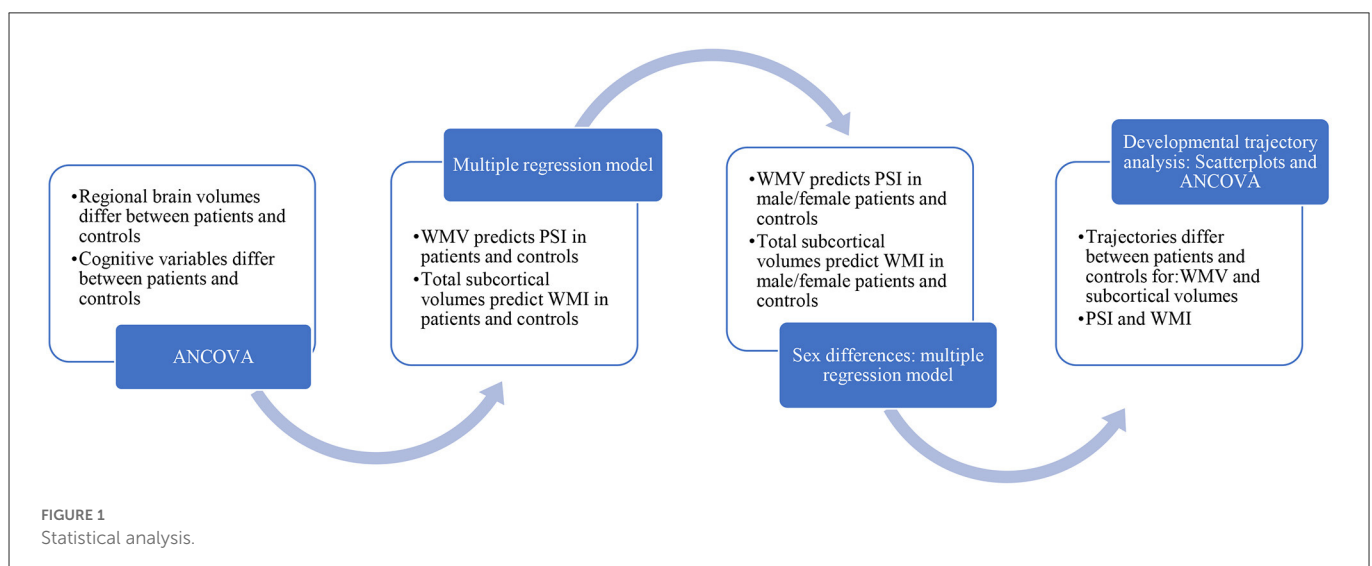 •Regional brain volumes
differ between patients and
controls
•Cognitive variables differ
between patients and
controls
ANCOVA
Multiple regression model
•WMV predicts PSI in
patients and controls
•Total subcortical
volumes predict WMI in
patients and controls
•WMV predicts PSI in
male/female patients and
controls
•Total subcortical
volumes predict WMI in
male/female patients and
controls
Sex differences: multiple
regression model
Developmental trajectory
analysis: Scatterplots and
ANCOVA
•Trajectories differ
between patients and
controls for:WMV and
subcortical volumes
•PSI and WMI
FIGURE 1
Statistical analysis.